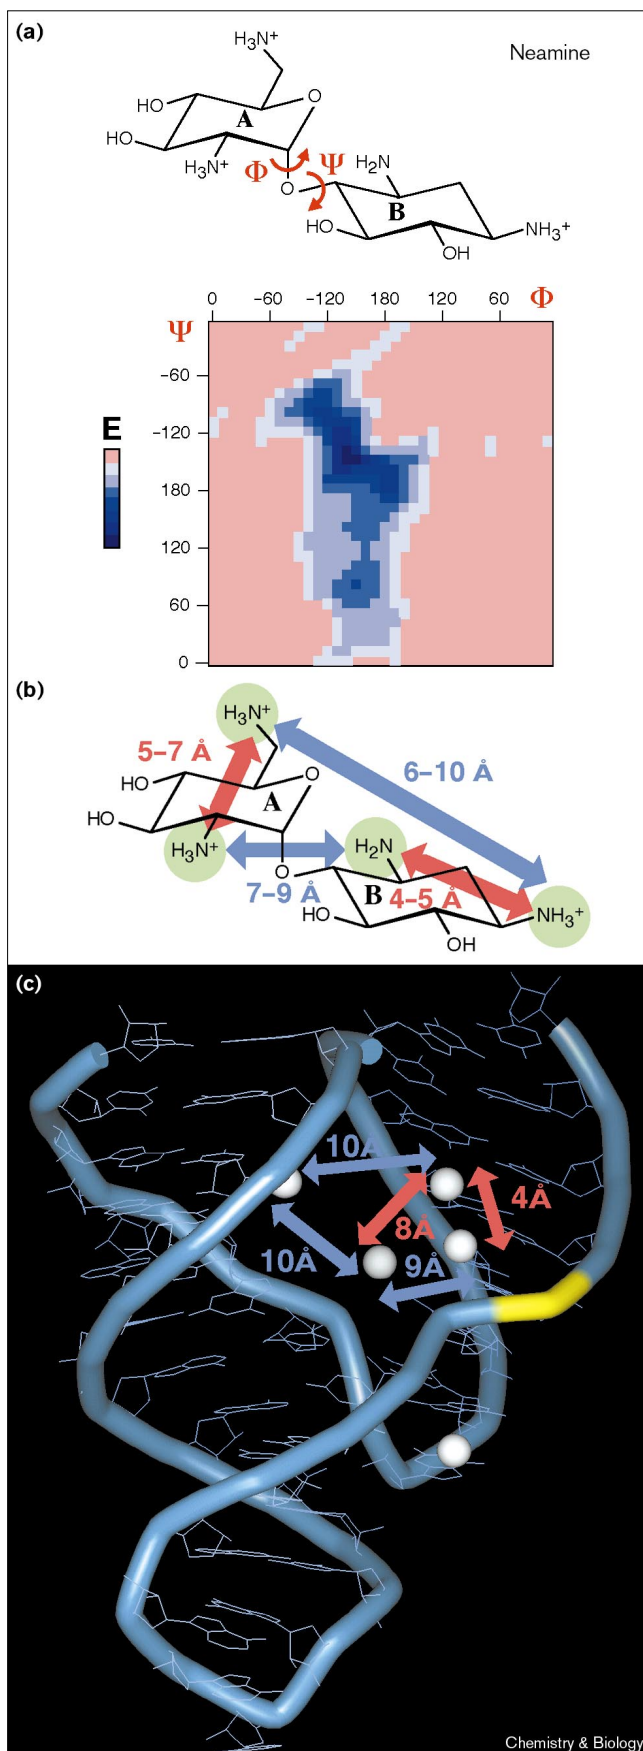 (a)
H₃N⁺
Neamine
O
HO
A
HO
H₃N⁺
Φ
Ψ
H₂N
O
B
HO
NH₃⁺
OH
0 -60 -120 180 120 60 Φ
Ψ
-60
E
-120
180
120
60
0
(b)
H₃N⁺
5–7 Å
6–10 Å
HO
O
A
HO
H₃N⁺
H₂N
O
7–9 Å
B
4–5 Å
HO
NH₃⁺
OH
(c)
10Å
4Å
8Å
10Å
9Å
Chemistry & Biology